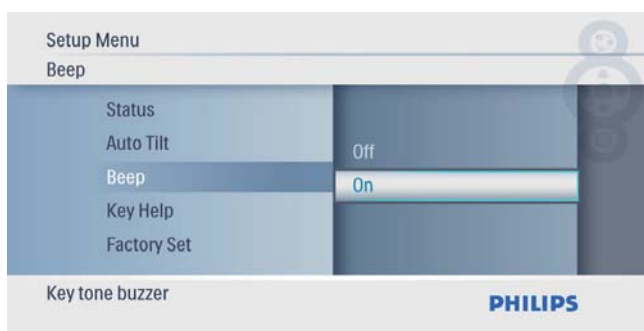 Setup Menu
Beep
Status
Auto Tilt
Beep
Key Help
Factory Set
Off
On
Key tone buzzer
PHILIPS